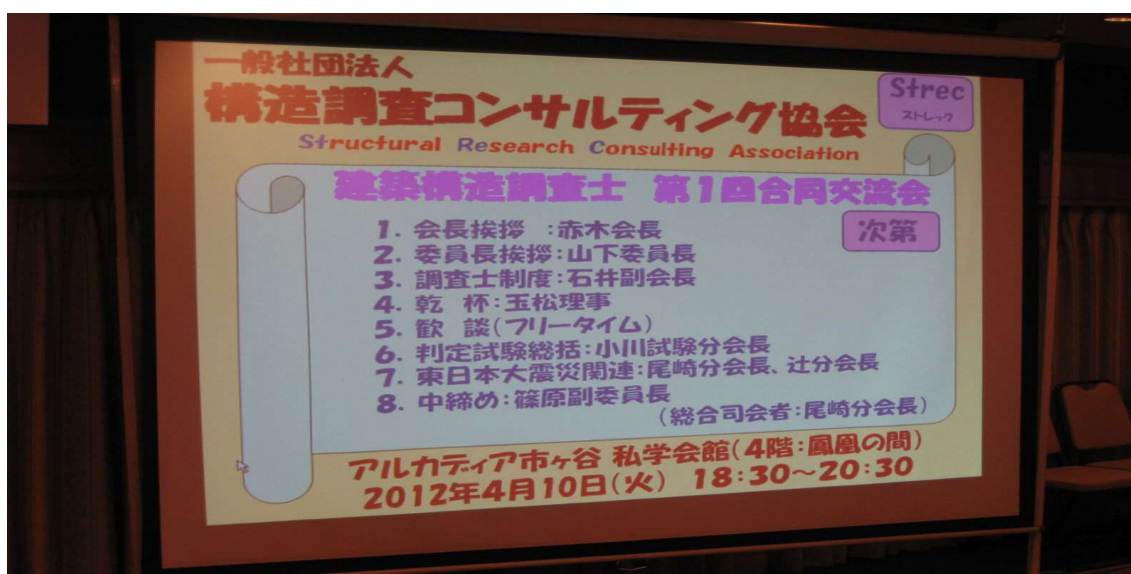 一般社団法人
構造調査コンサルティング協会
Strec
ストレック
Structural Research Consulting Association
建築構造調査士 第1回合同交流会
次第
1. 会長挨拶 :赤木会長
2. 委員長挨拶:山下委員長
3. 調査士制度:石井副会長
4. 乾 杯:玉松理事
5. 歓 談(フリータイム)
6. 判定試験総括:小川試験分会長
7. 東日本大震災関連:尾崎分会長、辻分会長
8. 中締め:篠原副委員長
(総合司会者:尾崎分会長)
アルカディア市ヶ谷 私学会館(4階:鳳凰の間)
2012年4月10日(火) 18:30~20:30